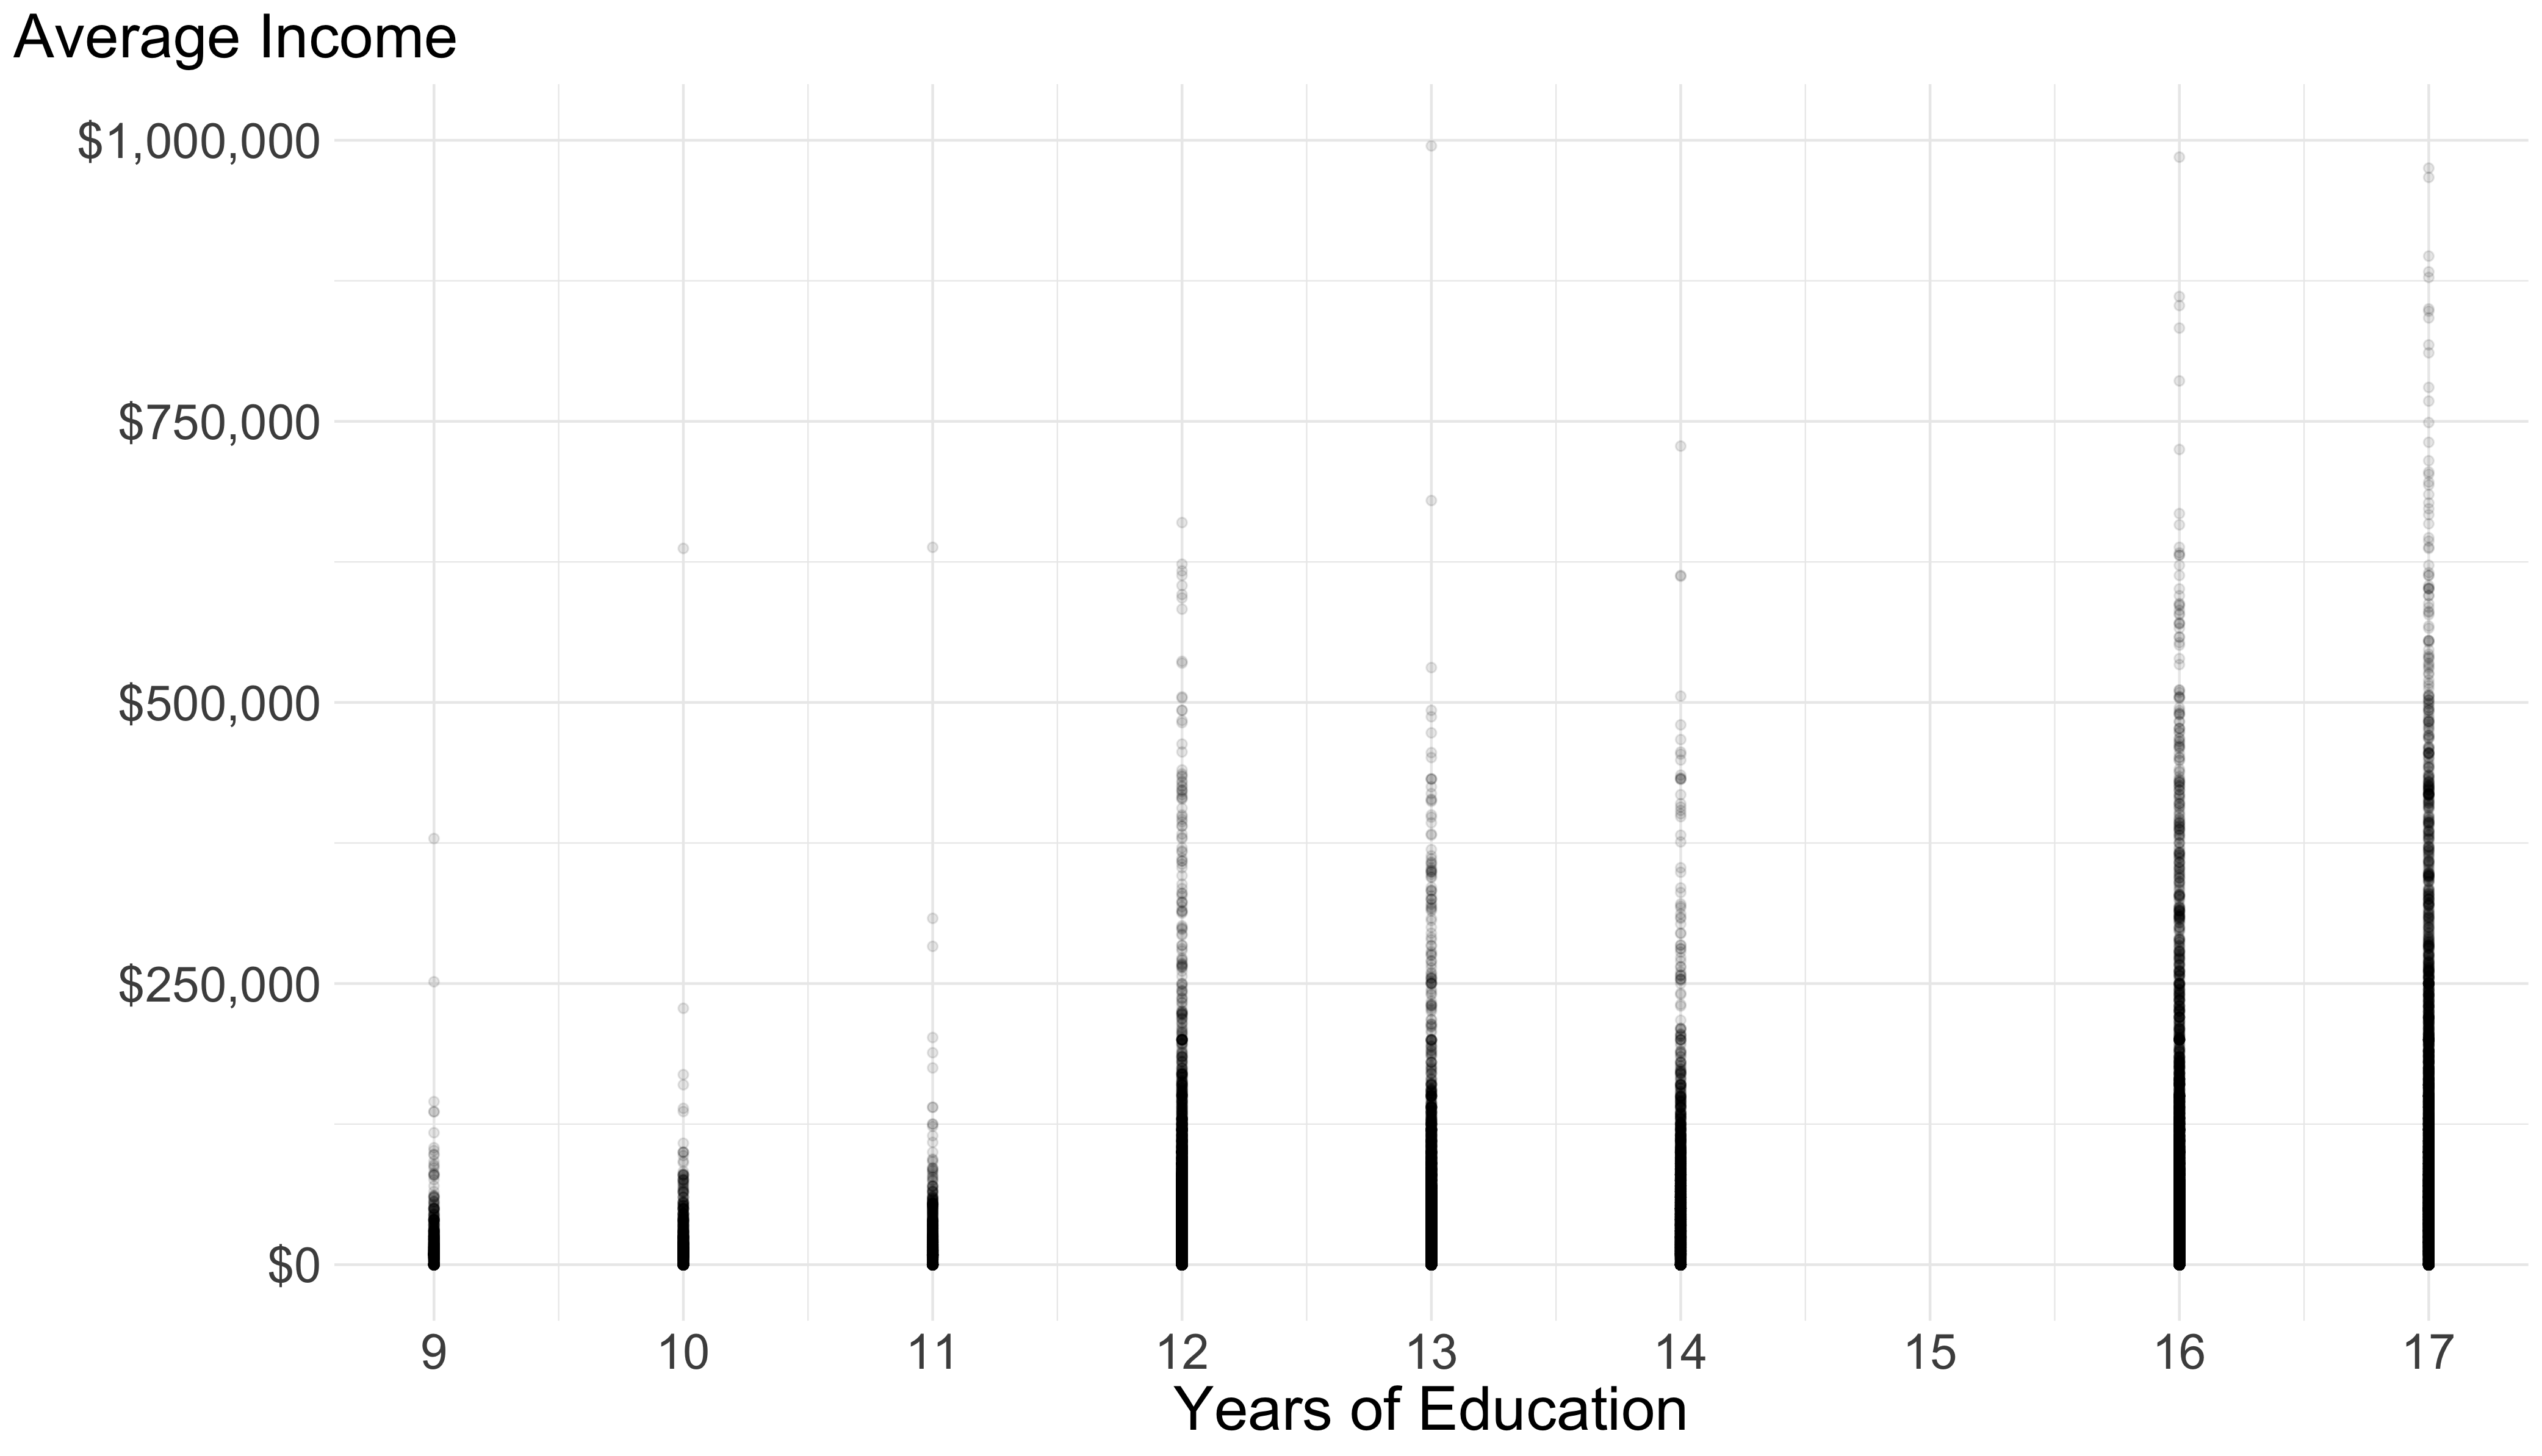 Average Income
$1,000,000
$750,000
$500,000
$250,000
$0
9 10 11 12 13 14 15 16 17
Years of Education